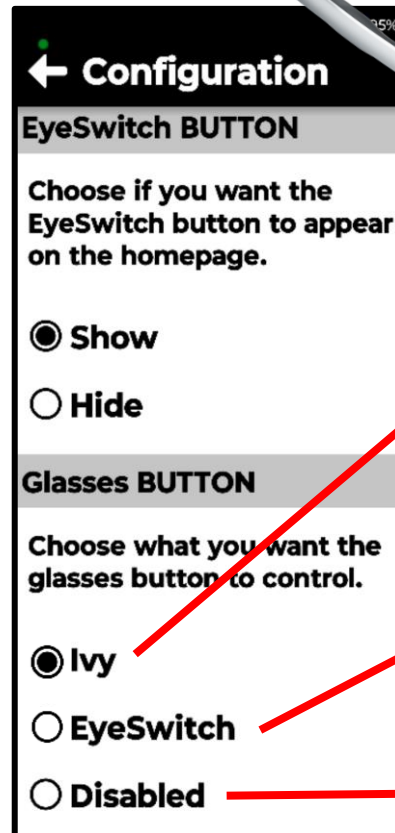 95%
Configuration
EyeSwitch BUTTON
Choose if you want the
EyeSwitch button to appear
on the homepage.
Show
Hide
Glasses BUTTON
Choose what you want the
glasses button to control.
Ivy
EyeSwitch
Disabled